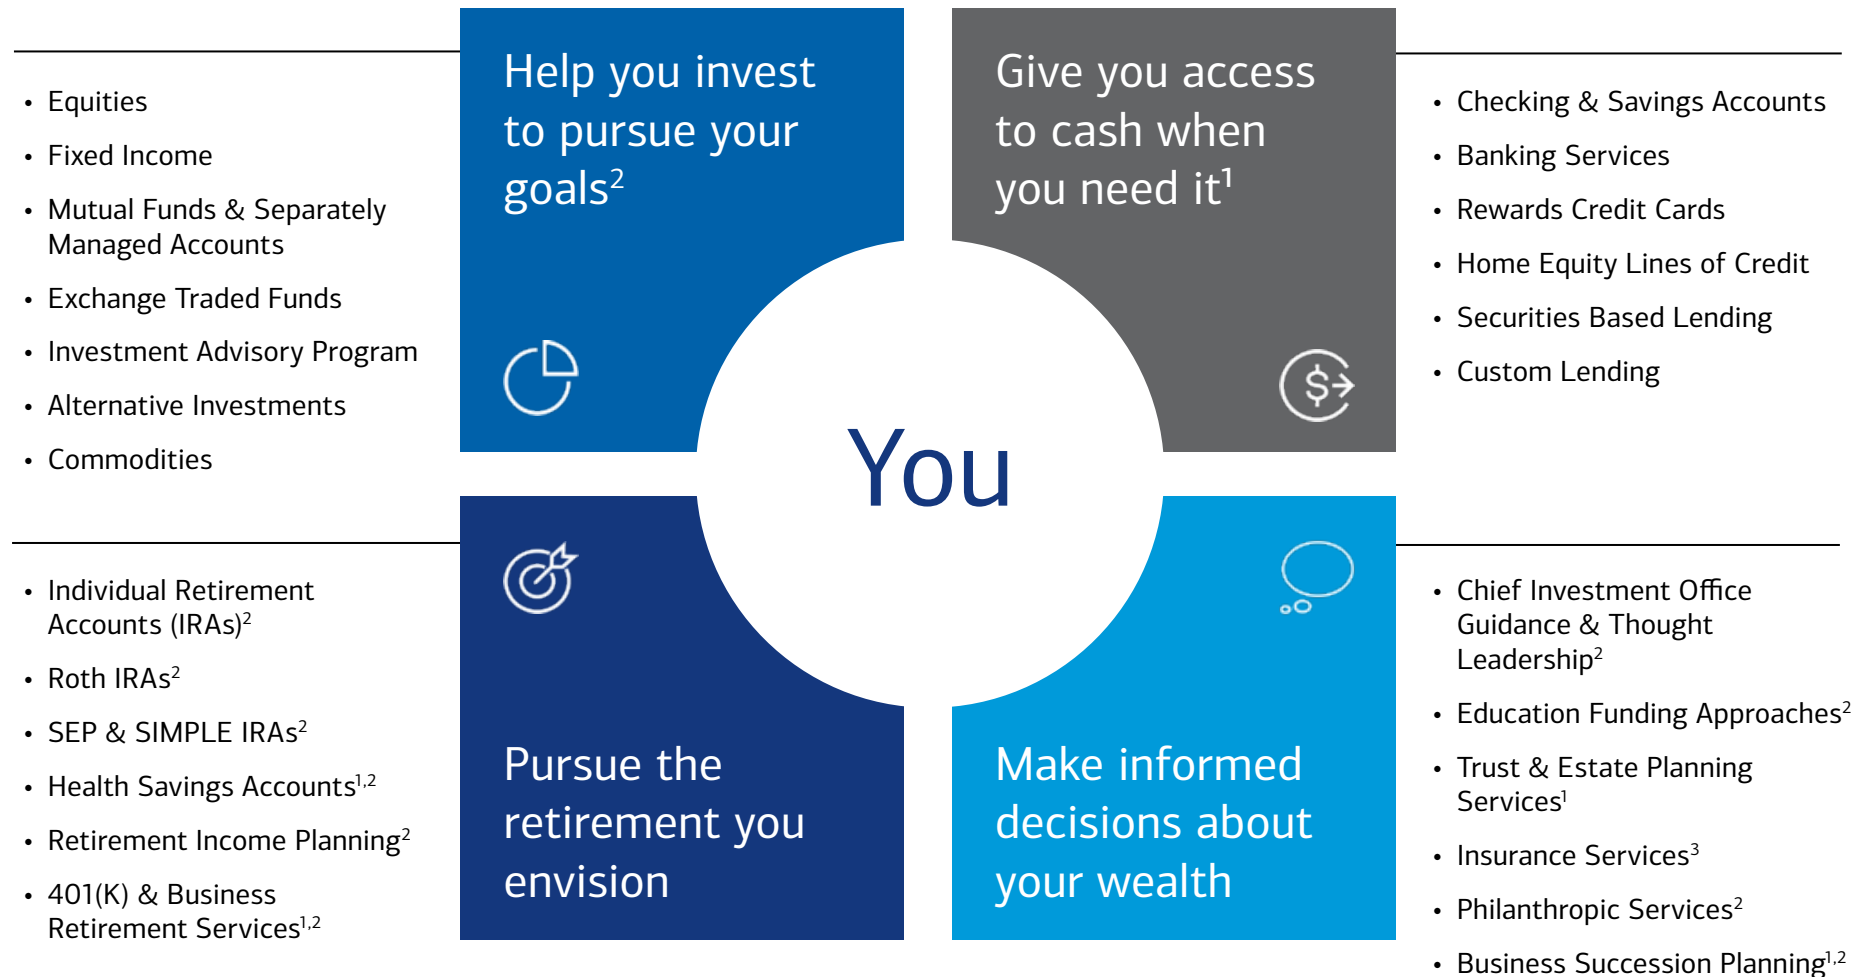 Help you invest
to pursue your
goals²
• Equities
• Fixed Income
• Mutual Funds & Separately
Managed Accounts
• Exchange Traded Funds
• Investment Advisory Program
• Alternative Investments
• Commodities
Give you access
to cash when
you need it¹
• Checking & Savings Accounts
• Banking Services
• Rewards Credit Cards
• Home Equity Lines of Credit
• Securities Based Lending
• Custom Lending
You
Pursue the
retirement you
envision
• Individual Retirement
Accounts (IRAs)²
• Roth IRAs²
• SEP & SIMPLE IRAs²
• Health Savings Accounts¹,²
• Retirement Income Planning²
• 401(K) & Business
Retirement Services¹,²
Make informed
decisions about
your wealth
• Chief Investment Office
Guidance & Thought
Leadership²
• Education Funding Approaches²
• Trust & Estate Planning
Services¹
• Insurance Services³
• Philanthropic Services²
• Business Succession Planning¹,²
$